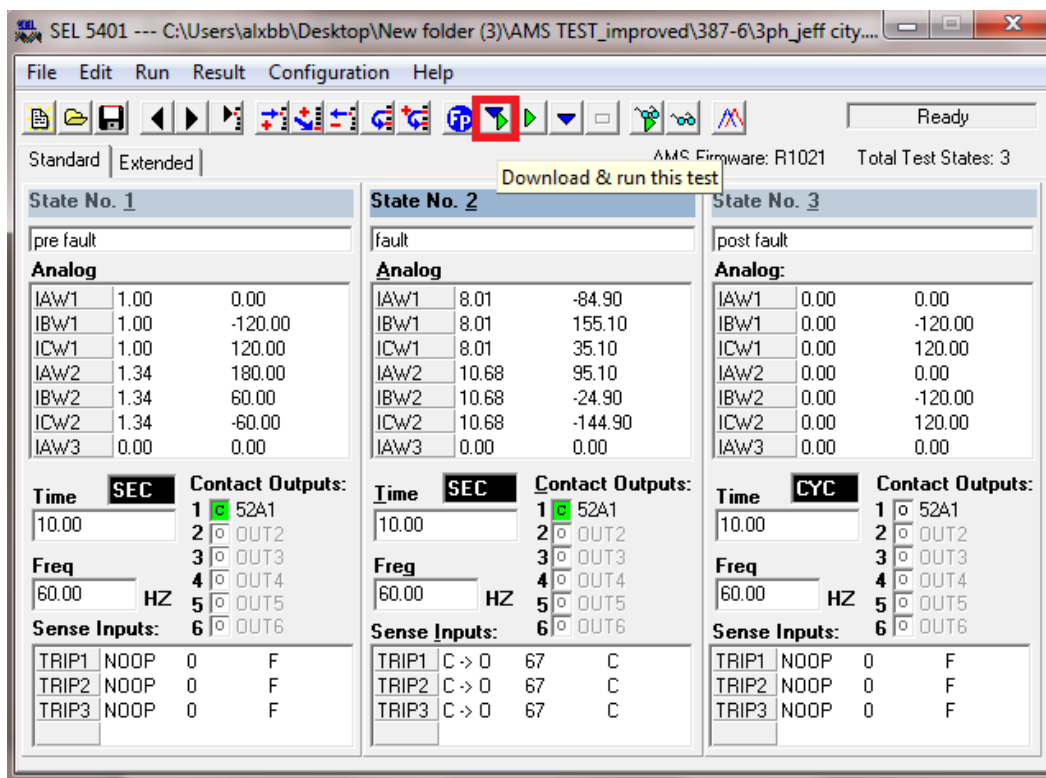 SEL 5401 --- C:\Users\alxbb\Desktop\New folder (3)\AMS TEST_improved\387-6\3ph_jeff city....
File Edit Run Result Configuration Help
FP
Ready
Standard Extended
AMS Firmware: R1021 Total Test States: 3
Download & run this test
State No. 1
pre fault
Analog
IAW1 1.00 0.00
IBW1 1.00 -120.00
ICW1 1.00 120.00
IAW2 1.34 180.00
IBW2 1.34 60.00
ICW2 1.34 -60.00
IAW3 0.00 0.00
Time SEC
10.00
Freq
60.00 HZ
Contact Outputs:
1 C 52A1
2 O OUT2
3 O OUT3
4 O OUT4
5 O OUT5
6 O OUT6
Sense Inputs:
TRIP1 NOOP 0 F
TRIP2 NOOP 0 F
TRIP3 NOOP 0 F
State No. 2
fault
Analog
IAW1 8.01 -84.90
IBW1 8.01 155.10
ICW1 8.01 35.10
IAW2 10.68 95.10
IBW2 10.68 -24.90
ICW2 10.68 -144.90
IAW3 0.00 0.00
Time SEC
10.00
Freq
60.00 HZ
Contact Outputs:
1 C 52A1
2 O OUT2
3 O OUT3
4 O OUT4
5 O OUT5
6 O OUT6
Sense Inputs:
TRIP1 C -> O 67 C
TRIP2 C -> O 67 C
TRIP3 C -> O 67 C
State No. 3
post fault
Analog:
IAW1 0.00 0.00
IBW1 0.00 -120.00
ICW1 0.00 120.00
IAW2 0.00 0.00
IBW2 0.00 -120.00
ICW2 0.00 120.00
IAW3 0.00 0.00
Time CYC
10.00
Freq
60.00 HZ
Contact Outputs:
1 O 52A1
2 O OUT2
3 O OUT3
4 O OUT4
5 O OUT5
6 O OUT6
Sense Inputs:
TRIP1 NOOP 0 F
TRIP2 NOOP 0 F
TRIP3 NOOP 0 F